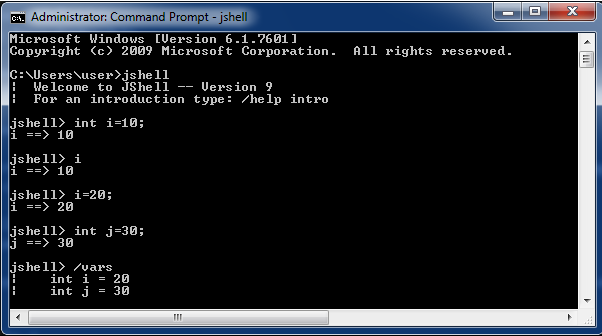 Administrator: Command Prompt - jshell
Microsoft Windows [Version 6.1.7601]
Copyright (c) 2009 Microsoft Corporation.  All rights reserved.
C:\Users\user>jshell
|  Welcome to JShell -- Version 9
|  For an introduction type: /help intro
jshell> int i=10;
i ==> 10
jshell> i
i ==> 10
jshell> i=20;
i ==> 20
jshell> int j=30;
j ==> 30
jshell> /vars
|    int i = 20
|    int j = 30